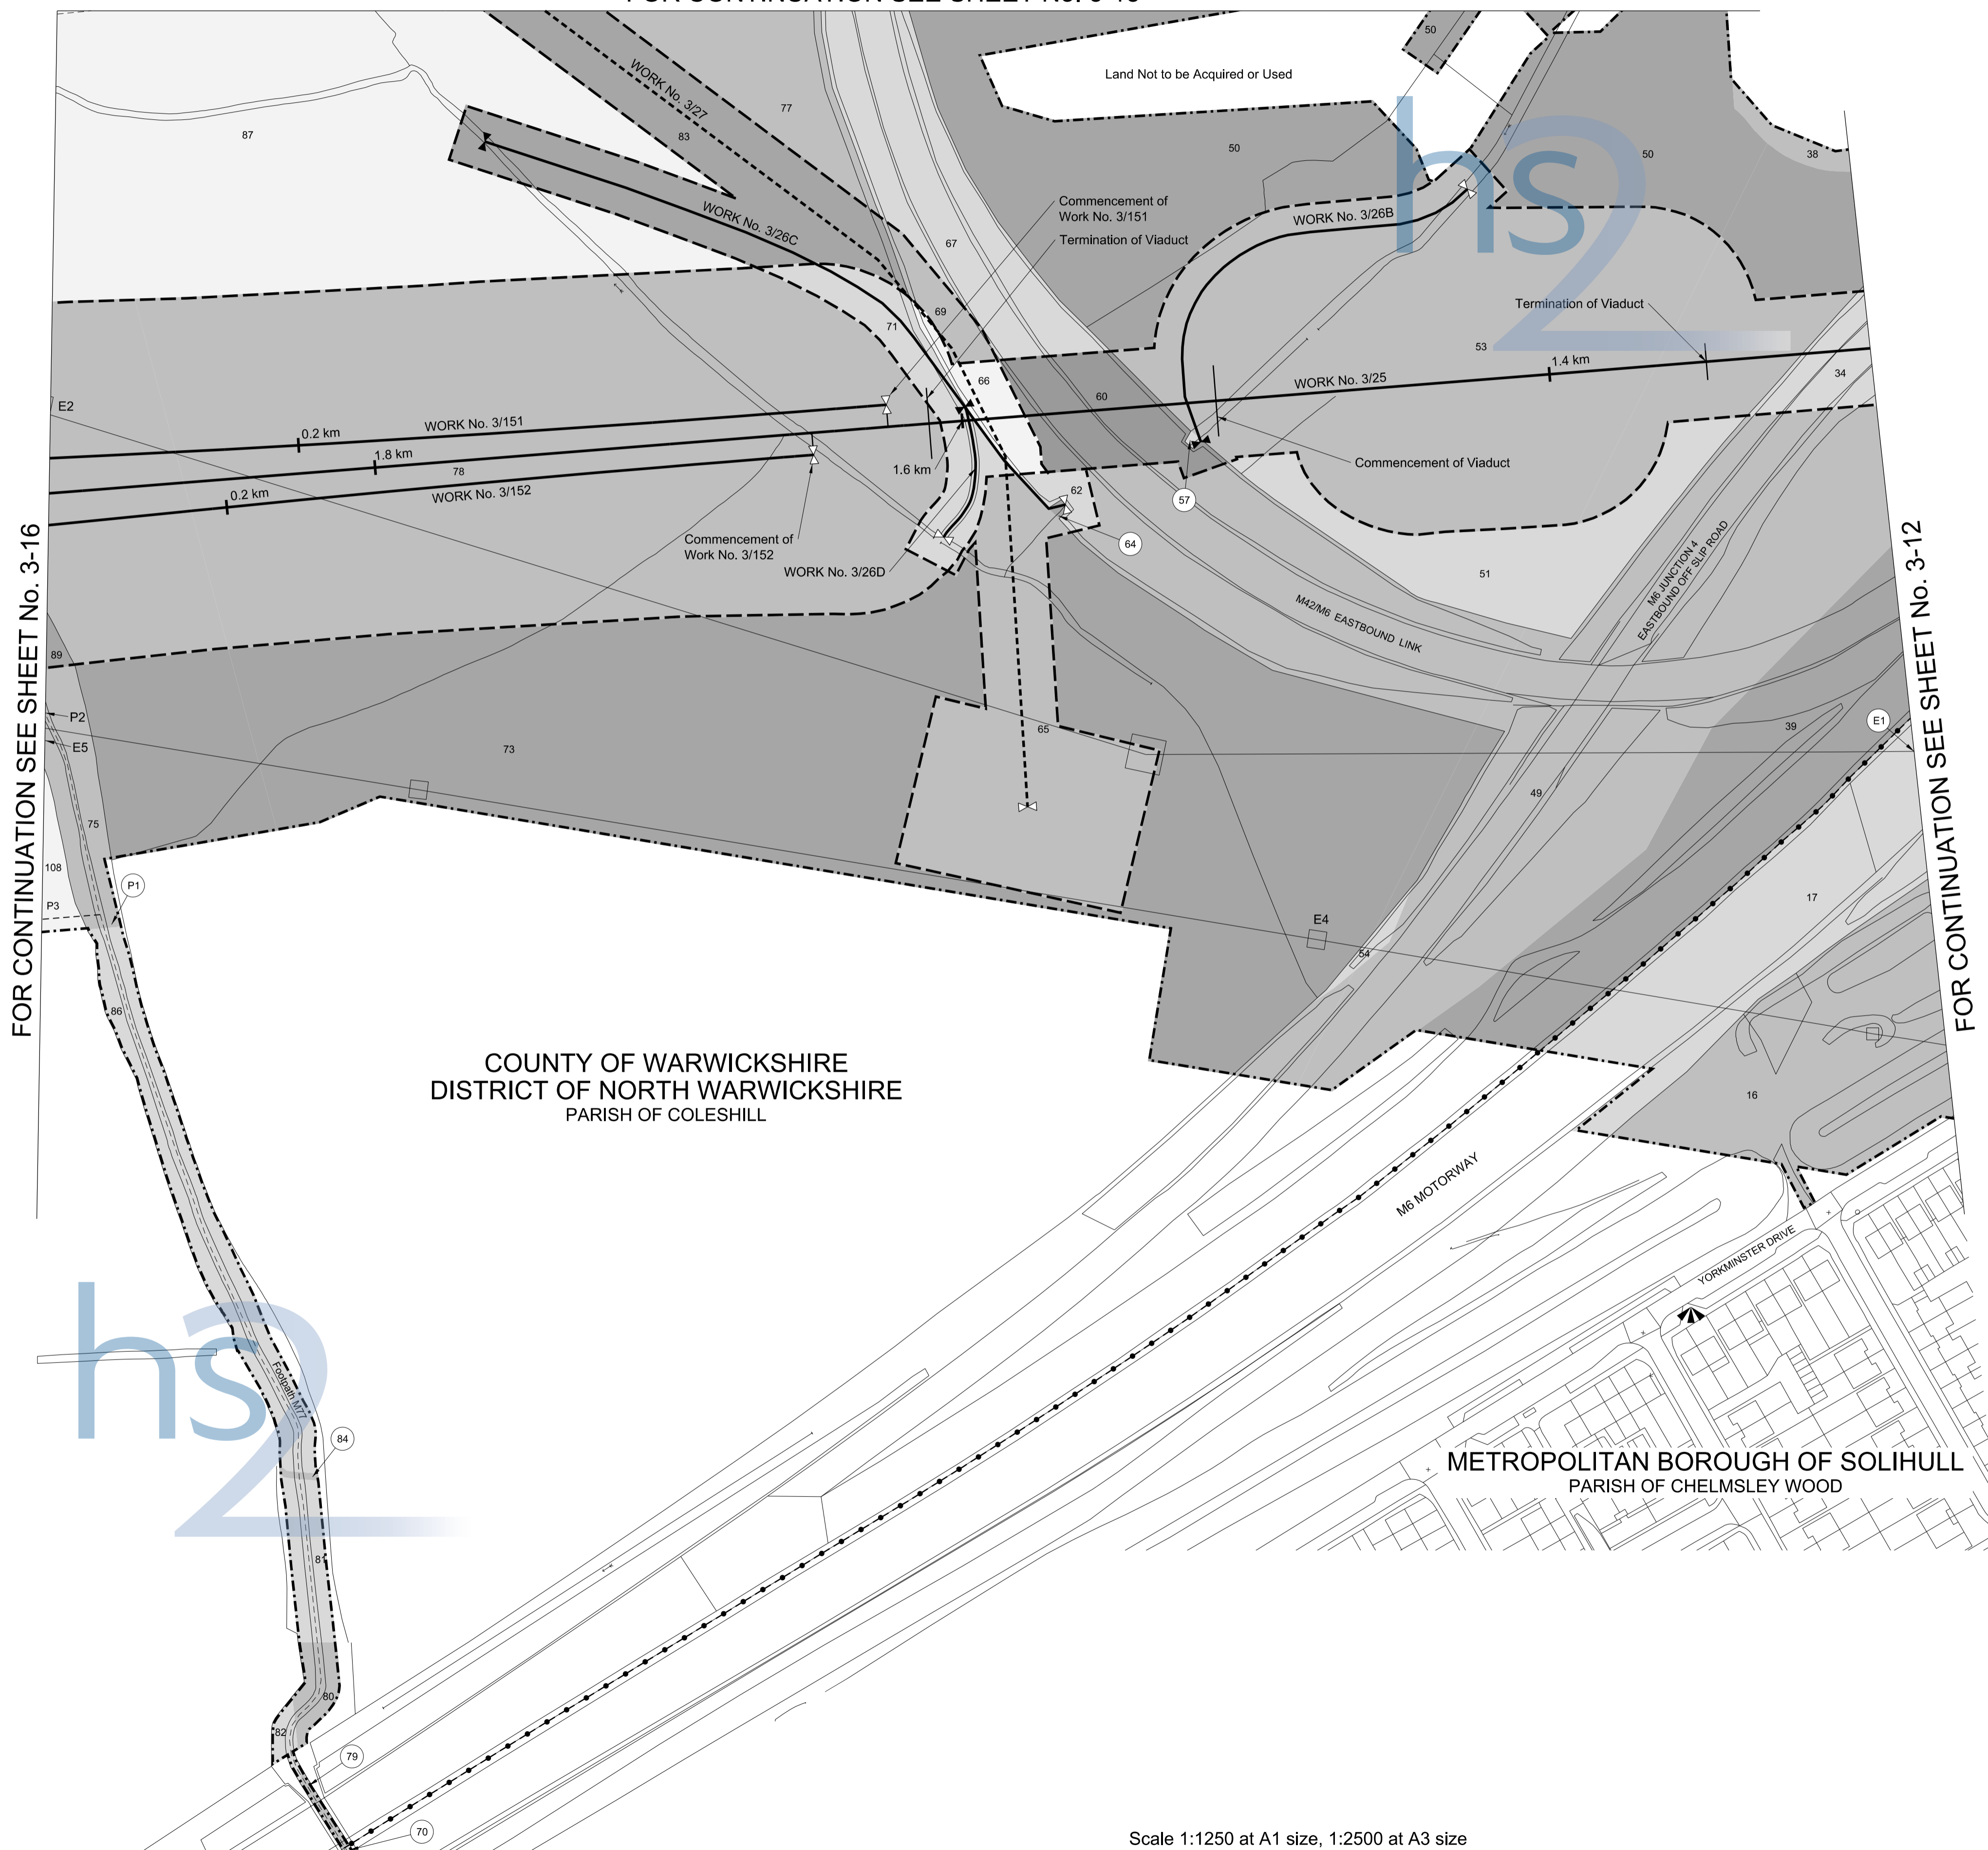 FOR CONTINUATION SEE SHEET No. 3-16
FOR CONTINUATION SEE SHEET No. 3-12
Land Not to be Acquired or Used
50
50
50
38
87
WORK No. 3/27
77
83
hs2
WORK No. 3/26C
Commencement of
Work No. 3/151
Termination of Viaduct
67
WORK No. 3/26B
Termination of Viaduct
69
71
53
1.4 km
66
60
WORK No. 3/25
34
E2
0.2 km
WORK No. 3/151
1.8 km
78
1.6 km
Commencement of Viaduct
0.2 km
WORK No. 3/152
62
57
64
Commencement of
Work No. 3/152
WORK No. 3/26D
51
M6 JUNCTION 4
EASTBOUND OFF SLIP ROAD
M42/M6 EASTBOUND LINK
89
P2
E5
73
65
39
E1
49
75
108
P1
P3
17
E4
54
86
COUNTY OF WARWICKSHIRE
DISTRICT OF NORTH WARWICKSHIRE
PARISH OF COLESHILL
16
M6 MOTORWAY
YORKMINSTER DRIVE
hs2
Footpath M77
84
METROPOLITAN BOROUGH OF SOLIHULL
PARISH OF CHELMSLEY WOOD
81
80
82
79
70
Scale 1:1250 at A1 size, 1:2500 at A3 size